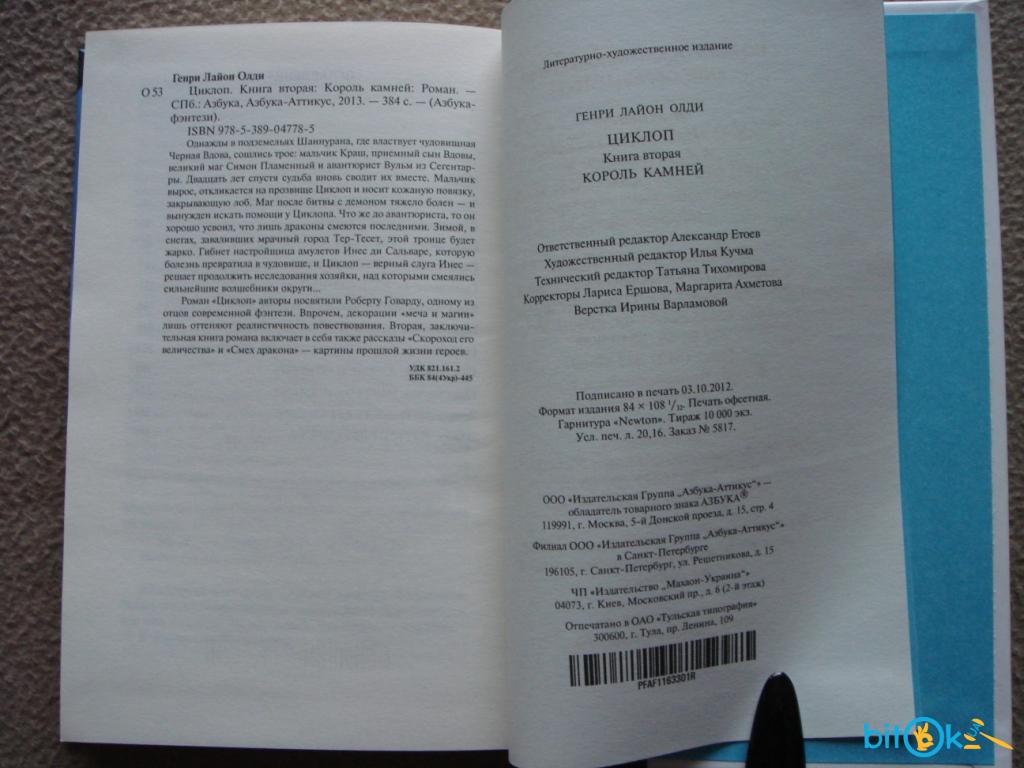 Генри Лайон Олди
О 53 Циклоп. Книга вторая: Король камней: Роман. —
СПб.: Азбука, Азбука-Аттикус, 2013. — 384 с. — (Азбука-
фэнтези).
ISBN 978-5-389-04778-5
Однажды в подземельях Шаннурана, где властвует чудовищная
Черная Вдова, сошлись трое: мальчик Краш, приемный сын Вдовы,
великий маг Симон Пламенный и авантюрист Вульм из Сегентар-
ры. Двадцать лет спустя судьба вновь сводит их вместе. Мальчик
вырос, откликается на прозвище Циклоп и носит кожаную повязку,
закрывающую лоб. Маг после битвы с демоном тяжело болен — и
вынужден искать помощи у Циклопа. Что же до авантюриста, то он
хорошо усвоил, что лишь драконы смеются последними. Зимой, в
снегах, заваливших мрачный город Тер-Тесет, этой троице будет
жарко. Гибнет настройщица амулетов Инес ди Сальваре, которую
болезнь превратила в чудовище, и Циклоп — верный слуга Инес —
решает продолжить исследования хозяйки, над которыми смеялись
сильнейшие волшебники округи...
Роман «Циклоп» авторы посвятили Роберту Говарду, одному из
отцов современной фэнтези. Впрочем, декорации «меча и магии»
лишь оттеняют реалистичность повествования. Вторая, заключи-
тельная книга романа включает в себя также рассказы «Скороход его
величества» и «Смех дракона» — картины прошлой жизни героев.
УДК 821.161.2
ББК 84(4Укр)-445
Литературно-художественное издание
ГЕНРИ ЛАЙОН ОЛДИ
ЦИКЛОП
Книга вторая
КОРОЛЬ КАМНЕЙ
Ответственный редактор Александр Етоев
Художественный редактор Илья Кучма
Технический редактор Татьяна Тихомирова
Корректоры Лариса Ершова, Маргарита Ахметова
Верстка Ирины Варламовой
Подписано в печать 03.10.2012.
Формат издания 84 × 108 1/32. Печать офсетная.
Гарнитура «Newton». Тираж 10 000 экз.
Усл. печ. л. 20,16. Заказ № 5817.
ООО «Издательская Группа „Азбука-Аттикус“» —
обладатель товарного знака АЗБУКА®
119991, г. Москва, 5-й Донской проезд, д. 15, стр. 4
Филиал ООО «Издательская Группа „Азбука-Аттикус“»
в Санкт-Петербурге
196105, г. Санкт-Петербург, ул. Решетникова, д. 15
ЧП «Издательство „Махаон-Украина“»
04073, г. Киев, Московский пр., д. 6 (2-й этаж)
Отпечатано в ОАО «Тульская типография»
300600, г. Тула, пр. Ленина, 109
PFAF1163301R
bitOk
UA